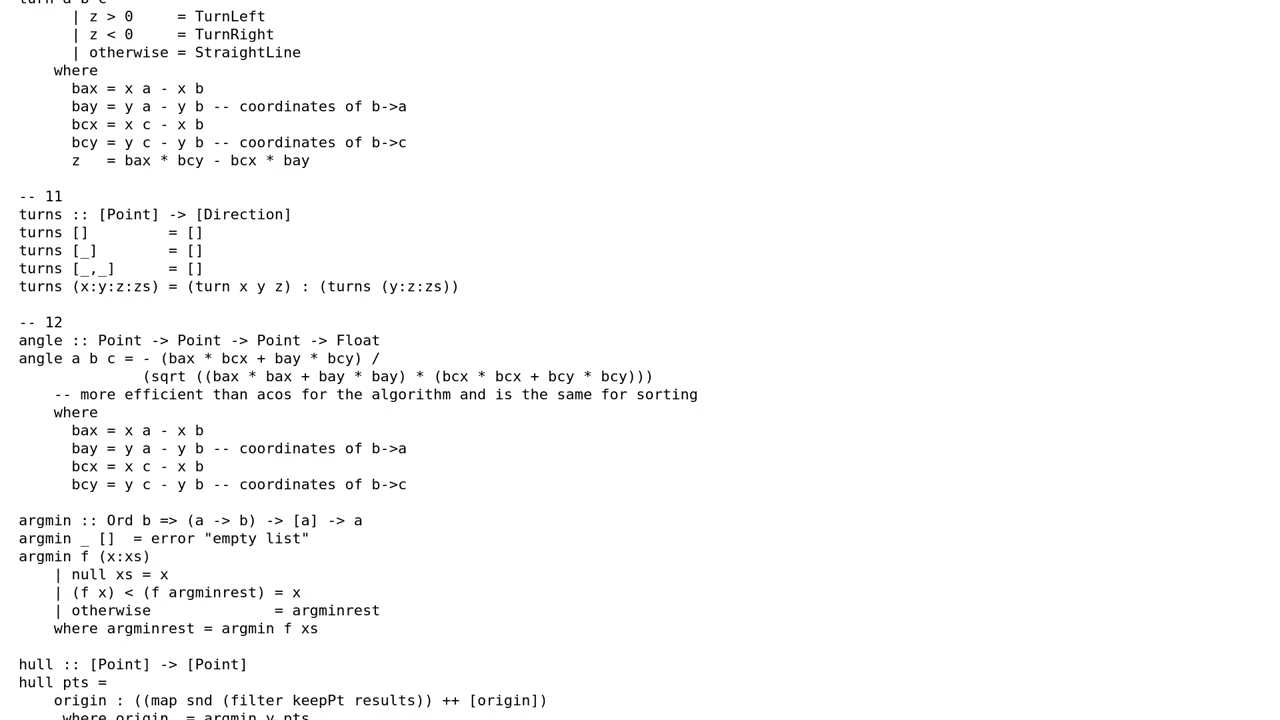 turn a b c
      | z > 0     = TurnLeft
      | z < 0     = TurnRight
      | otherwise = StraightLine
    where
      bax = x a - x b
      bay = y a - y b -- coordinates of b->a
      bcx = x c - x b
      bcy = y c - y b -- coordinates of b->c
      z   = bax * bcy - bcx * bay

-- 11
turns :: [Point] -> [Direction]
turns []         = []
turns [_]        = []
turns [_,_]      = []
turns (x:y:z:zs) = (turn x y z) : (turns (y:z:zs))

-- 12
angle :: Point -> Point -> Point -> Float
angle a b c = - (bax * bcx + bay * bcy) /
              (sqrt ((bax * bax + bay * bay) * (bcx * bcx + bcy * bcy)))
    -- more efficient than acos for the algorithm and is the same for sorting
    where
      bax = x a - x b
      bay = y a - y b -- coordinates of b->a
      bcx = x c - x b
      bcy = y c - y b -- coordinates of b->c

argmin :: Ord b => (a -> b) -> [a] -> a
argmin _ []  = error "empty list"
argmin f (x:xs)
    | null xs = x
    | (f x) < (f argminrest) = x
    | otherwise              = argminrest
    where argminrest = argmin f xs

hull :: [Point] -> [Point]
hull pts =
    origin : ((map snd (filter keepPt results)) ++ [origin])
     where origin  = argmin y pts